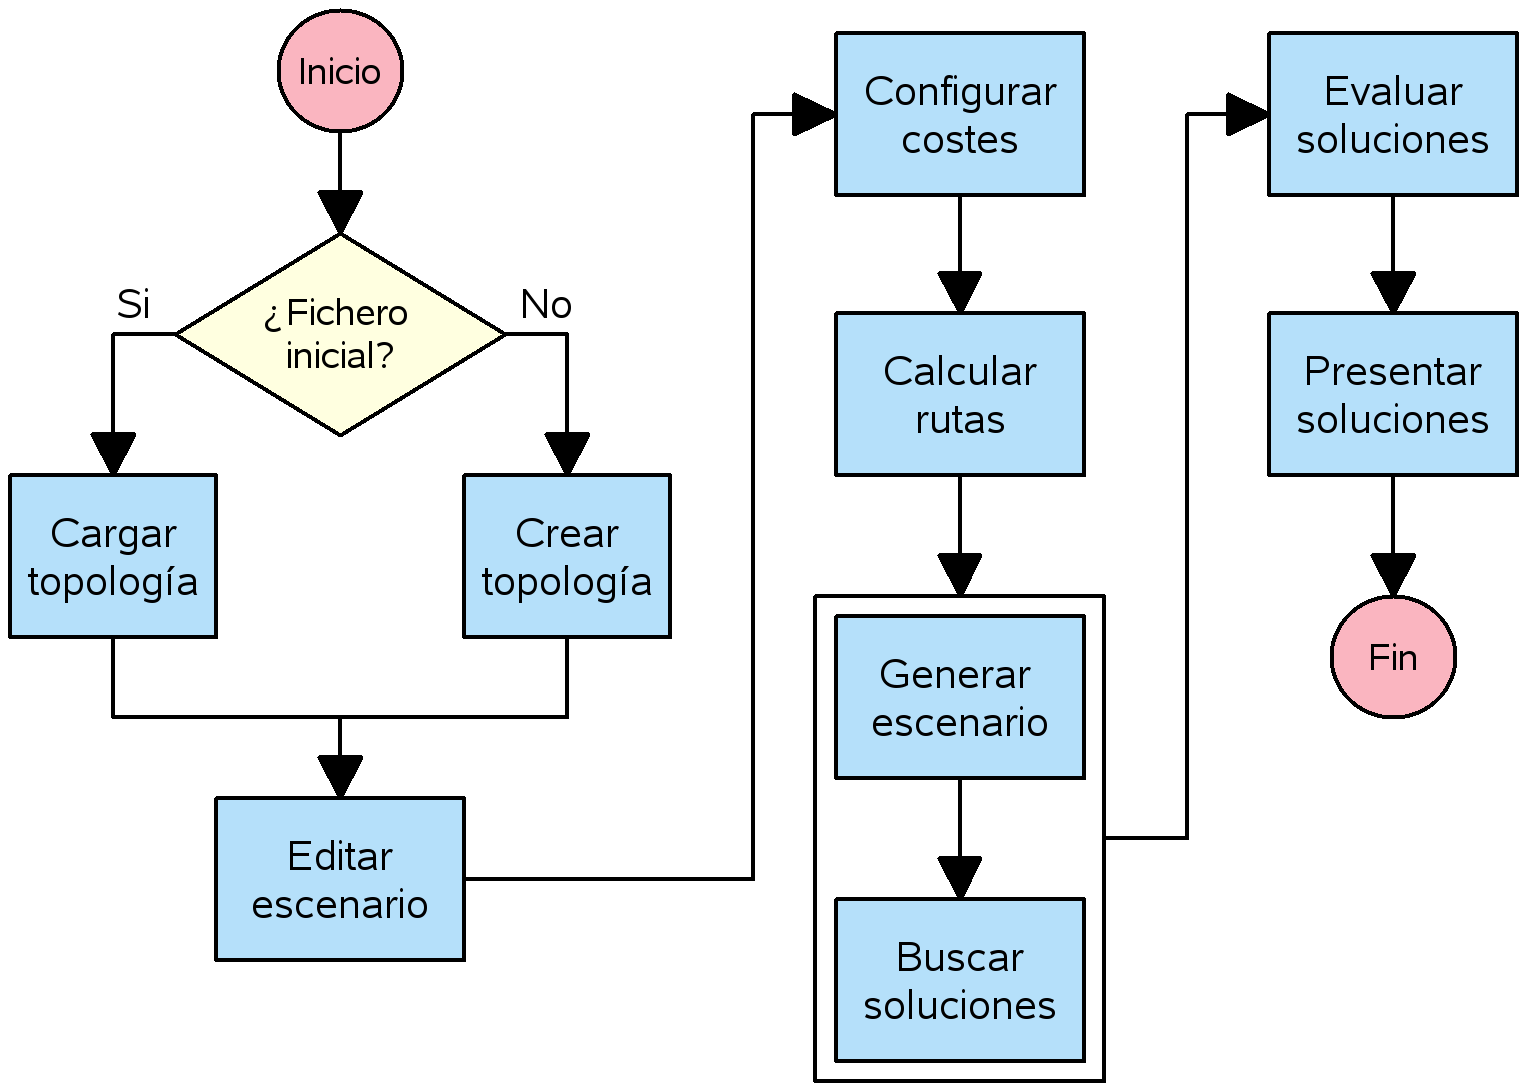 Inicio
¿Fichero
inicial?
Si
No
Cargar
topología
Crear
topología
Editar
escenario
Configurar
costes
Calcular
rutas
Generar
escenario
Buscar
soluciones
Evaluar
soluciones
Presentar
soluciones
Fin